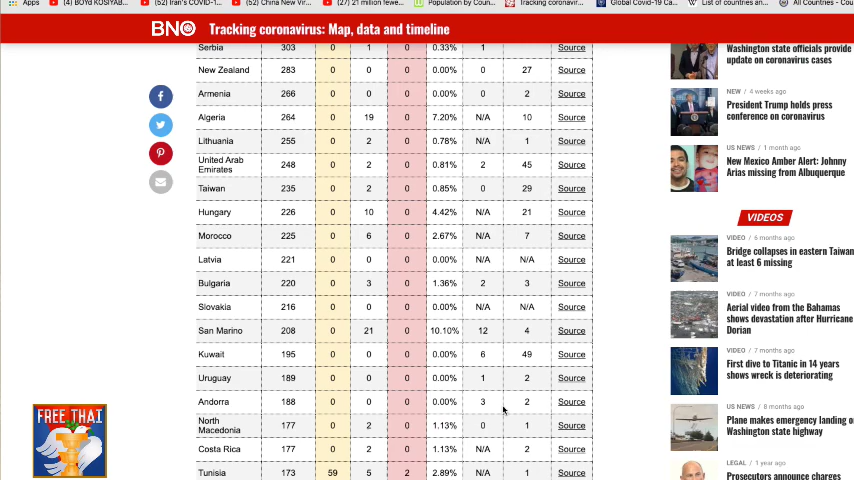 Apps (4) BOYd KOSIYAB... (52) Iran's COVID-1... (52) China New Vir... (27) 21 million fewe... Population by Coun... Tracking coronavir... Global Covid-19 Ca... List of countries an... All Countries - Cou
BNO Tracking coronavirus: Map, data and timeline
Serbia 303 0 1 0 0.33% 1
New Zealand 283 0 0 0 0.00% 0 27 Source
Armenia 266 0 0 0 0.00% 0 2 Source
Algeria 264 0 19 0 7.20% N/A 10 Source
Lithuania 255 0 2 0 0.78% N/A 1 Source
United Arab
Emirates 248 0 2 0 0.81% 2 45 Source
Taiwan 235 0 2 0 0.85% 0 29 Source
Hungary 226 0 10 0 4.42% N/A 21 Source
Morocco 225 0 6 0 2.67% N/A 7 Source
Latvia 221 0 0 0 0.00% N/A N/A Source
Bulgaria 220 0 3 0 1.36% 2 3 Source
Slovakia 216 0 0 0 0.00% N/A N/A Source
San Marino 208 0 21 0 10.10% 12 4 Source
Kuwait 195 0 0 0 0.00% 6 49 Source
Uruguay 189 0 0 0 0.00% 1 2 Source
Andorra 188 0 0 0 0.00% 3 2 Source
North
Macedonia 177 0 2 0 1.13% 0 1 Source
Costa Rica 177 0 2 0 1.13% N/A 2 Source
Tunisia 173 59 5 2 2.89% N/A 1 Source
FREE THAI
Washington state officials provide
update on coronavirus cases
NEW / 4 weeks ago
President Trump holds press
conference on coronavirus
US NEWS / 1 month ago
New Mexico Amber Alert: Johnny
Arias missing from Albuquerque
VIDEOS
VIDEO / 6 months ago
Bridge collapses in eastern Taiwan
at least 6 missing
VIDEO / 7 months ago
Aerial video from the Bahamas
shows devastation after Hurricane
Dorian
VIDEO / 7 months ago
First dive to Titanic in 14 years
shows wreck is deteriorating
US NEWS / 8 months ago
Plane makes emergency landing o
Washington state highway
LEGAL / 1 year ago
Prosecutors announce charges